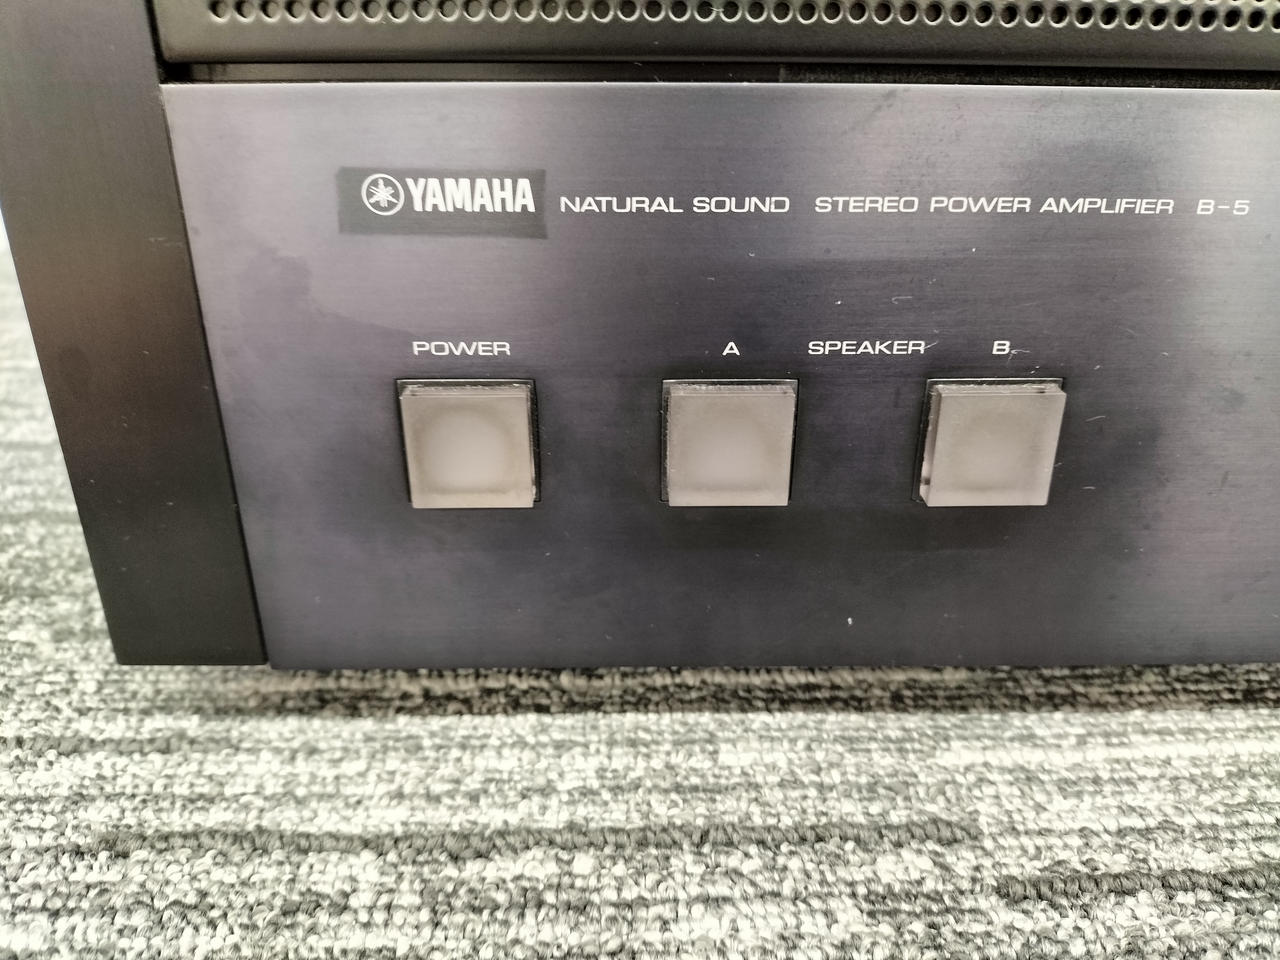 YAMAHA NATURAL SOUND STEREO POWER AMPLIFIER B-5
POWER A SPEAKER B